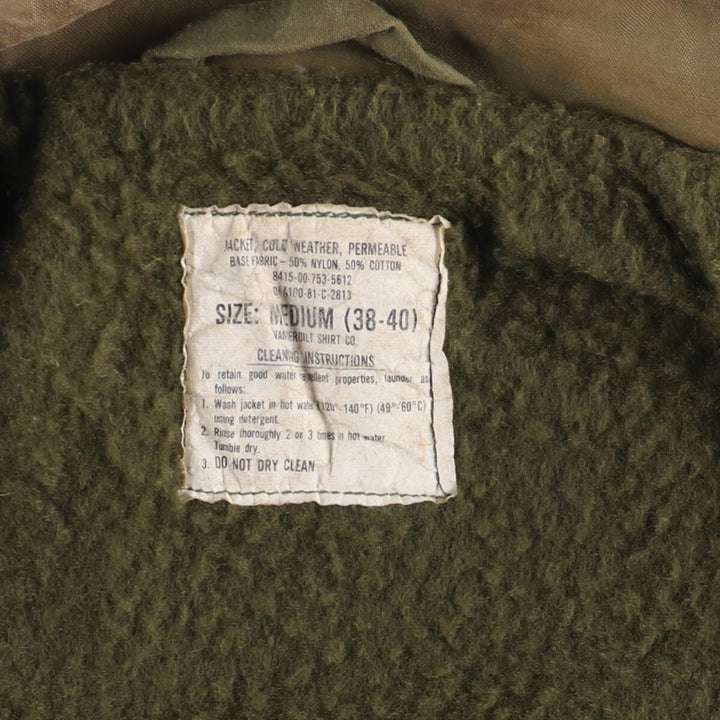 JACKET, COLD WEATHER, PERMEABLE
BASE FABRIC – 50% NYLON, 50% COTTON
8415-00-753-5612
100-81-C-2813
SIZE: MEDIUM (38-40)
VANDERBILT SHIRT CO.
CLEANING INSTRUCTIONS
To retain good water repellent properties, launder as
follows:
1. Wash jacket in hot water (120°-140°F) (49°-60°C)
using detergent.
2. Rinse thoroughly 2 or 3 times in hot water.
Tumble dry.
3. DO NOT DRY CLEAN